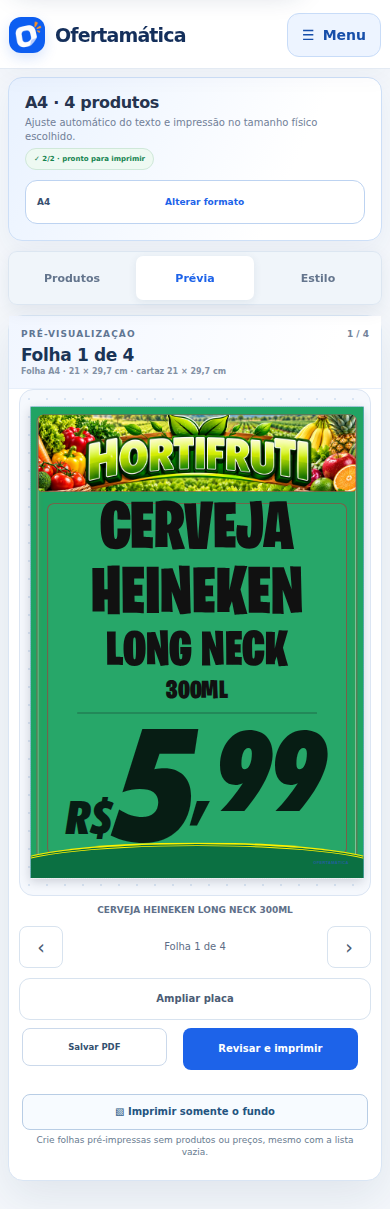 Ofertamática
☰ Menu
A4 · 4 produtos
Ajuste automático do texto e impressão no tamanho físico
escolhido.
✓ 2/2 · pronto para imprimir
A4 Alterar formato
Produtos Prévia Estilo
PRÉ-VISUALIZAÇÃO 1 / 4
Folha 1 de 4
Folha A4 · 21 × 29,7 cm · cartaz 21 × 29,7 cm
HORTIFRUTI
CERVEJA
HEINEKEN
LONG NECK
300ML
R$5,99
CERVEJA HEINEKEN LONG NECK 300ML
‹ Folha 1 de 4 ›
Ampliar placa
Salvar PDF Revisar e imprimir
▧ Imprimir somente o fundo
Crie folhas pré-impressas sem produtos ou preços, mesmo com a lista
vazia.